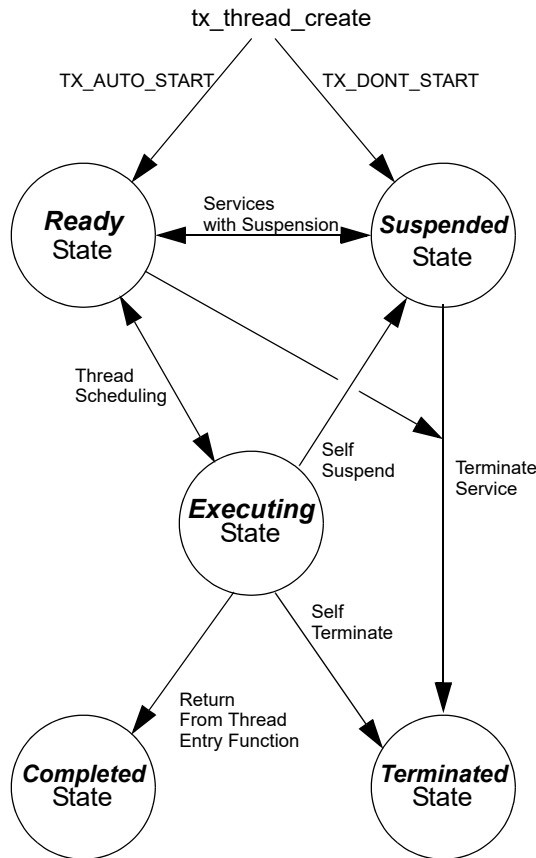 tx_thread_create
TX_AUTO_START
TX_DONT_START
Ready
State
Services
with Suspension
Suspended
State
Thread
Scheduling
Self
Suspend
Terminate
Service
Executing
State
Self
Terminate
Return
From Thread
Entry Function
Completed
State
Terminated
State